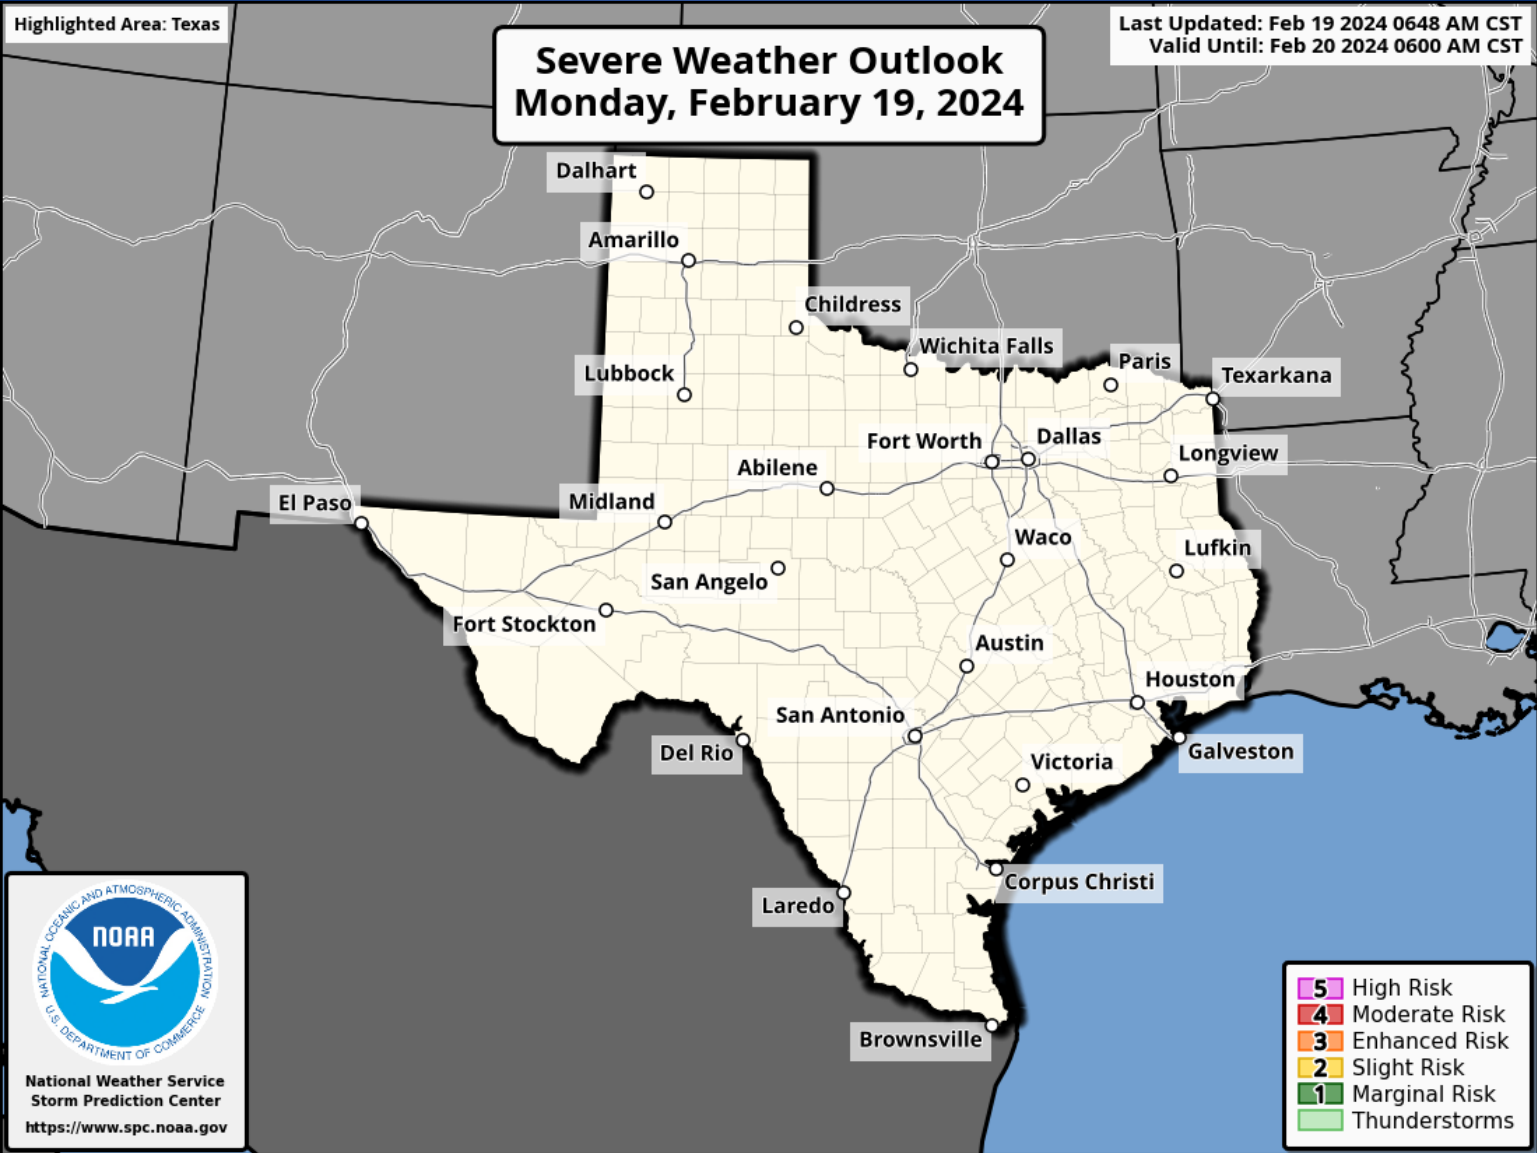 Highlighted Area: Texas
Severe Weather Outlook
Monday, February 19, 2024
Last Updated: Feb 19 2024 0648 AM CST
Valid Until: Feb 20 2024 0600 AM CST
Dalhart
Amarillo
Childress
Wichita Falls
Paris
Texarkana
Lubbock
Fort Worth
Dallas
Longview
Abilene
Midland
El Paso
Waco
Lufkin
San Angelo
Fort Stockton
Austin
Houston
San Antonio
Del Rio
Galveston
Victoria
Corpus Christi
Laredo
Brownsville
NATIONAL OCEANIC AND ATMOSPHERIC ADMINISTRATION
NOAA
U.S. DEPARTMENT OF COMMERCE
National Weather Service
Storm Prediction Center
https://www.spc.noaa.gov
5 High Risk
4 Moderate Risk
3 Enhanced Risk
2 Slight Risk
1 Marginal Risk
Thunderstorms